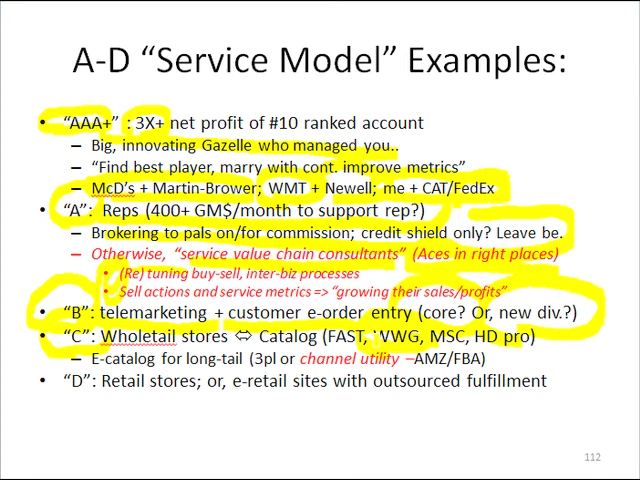 A-D “Service Model” Examples:
• “AAA+” : 3X+ net profit of #10 ranked account
– Big, innovating Gazelle who managed you..
– “Find best player, marry with cont. improve metrics”
– McD’s + Martin-Brower; WMT + Newell; me + CAT/FedEx
• “A”: Reps (400+ GM$/month to support rep?)
– Brokering to pals on/for commission; credit shield only? Leave be.
– Otherwise, “service value chain consultants” (Aces in right places)
• (Re) tuning buy-sell, inter-biz processes
• Sell actions and service metrics => “growing their sales/profits”
• “B”: telemarketing + customer e-order entry (core? Or, new div.?)
• “C”: Wholetail stores ⇔ Catalog (FAST, WWG, MSC, HD pro)
– E-catalog for long-tail (3pl or channel utility –AMZ/FBA)
• “D”: Retail stores; or, e-retail sites with outsourced fulfillment
112